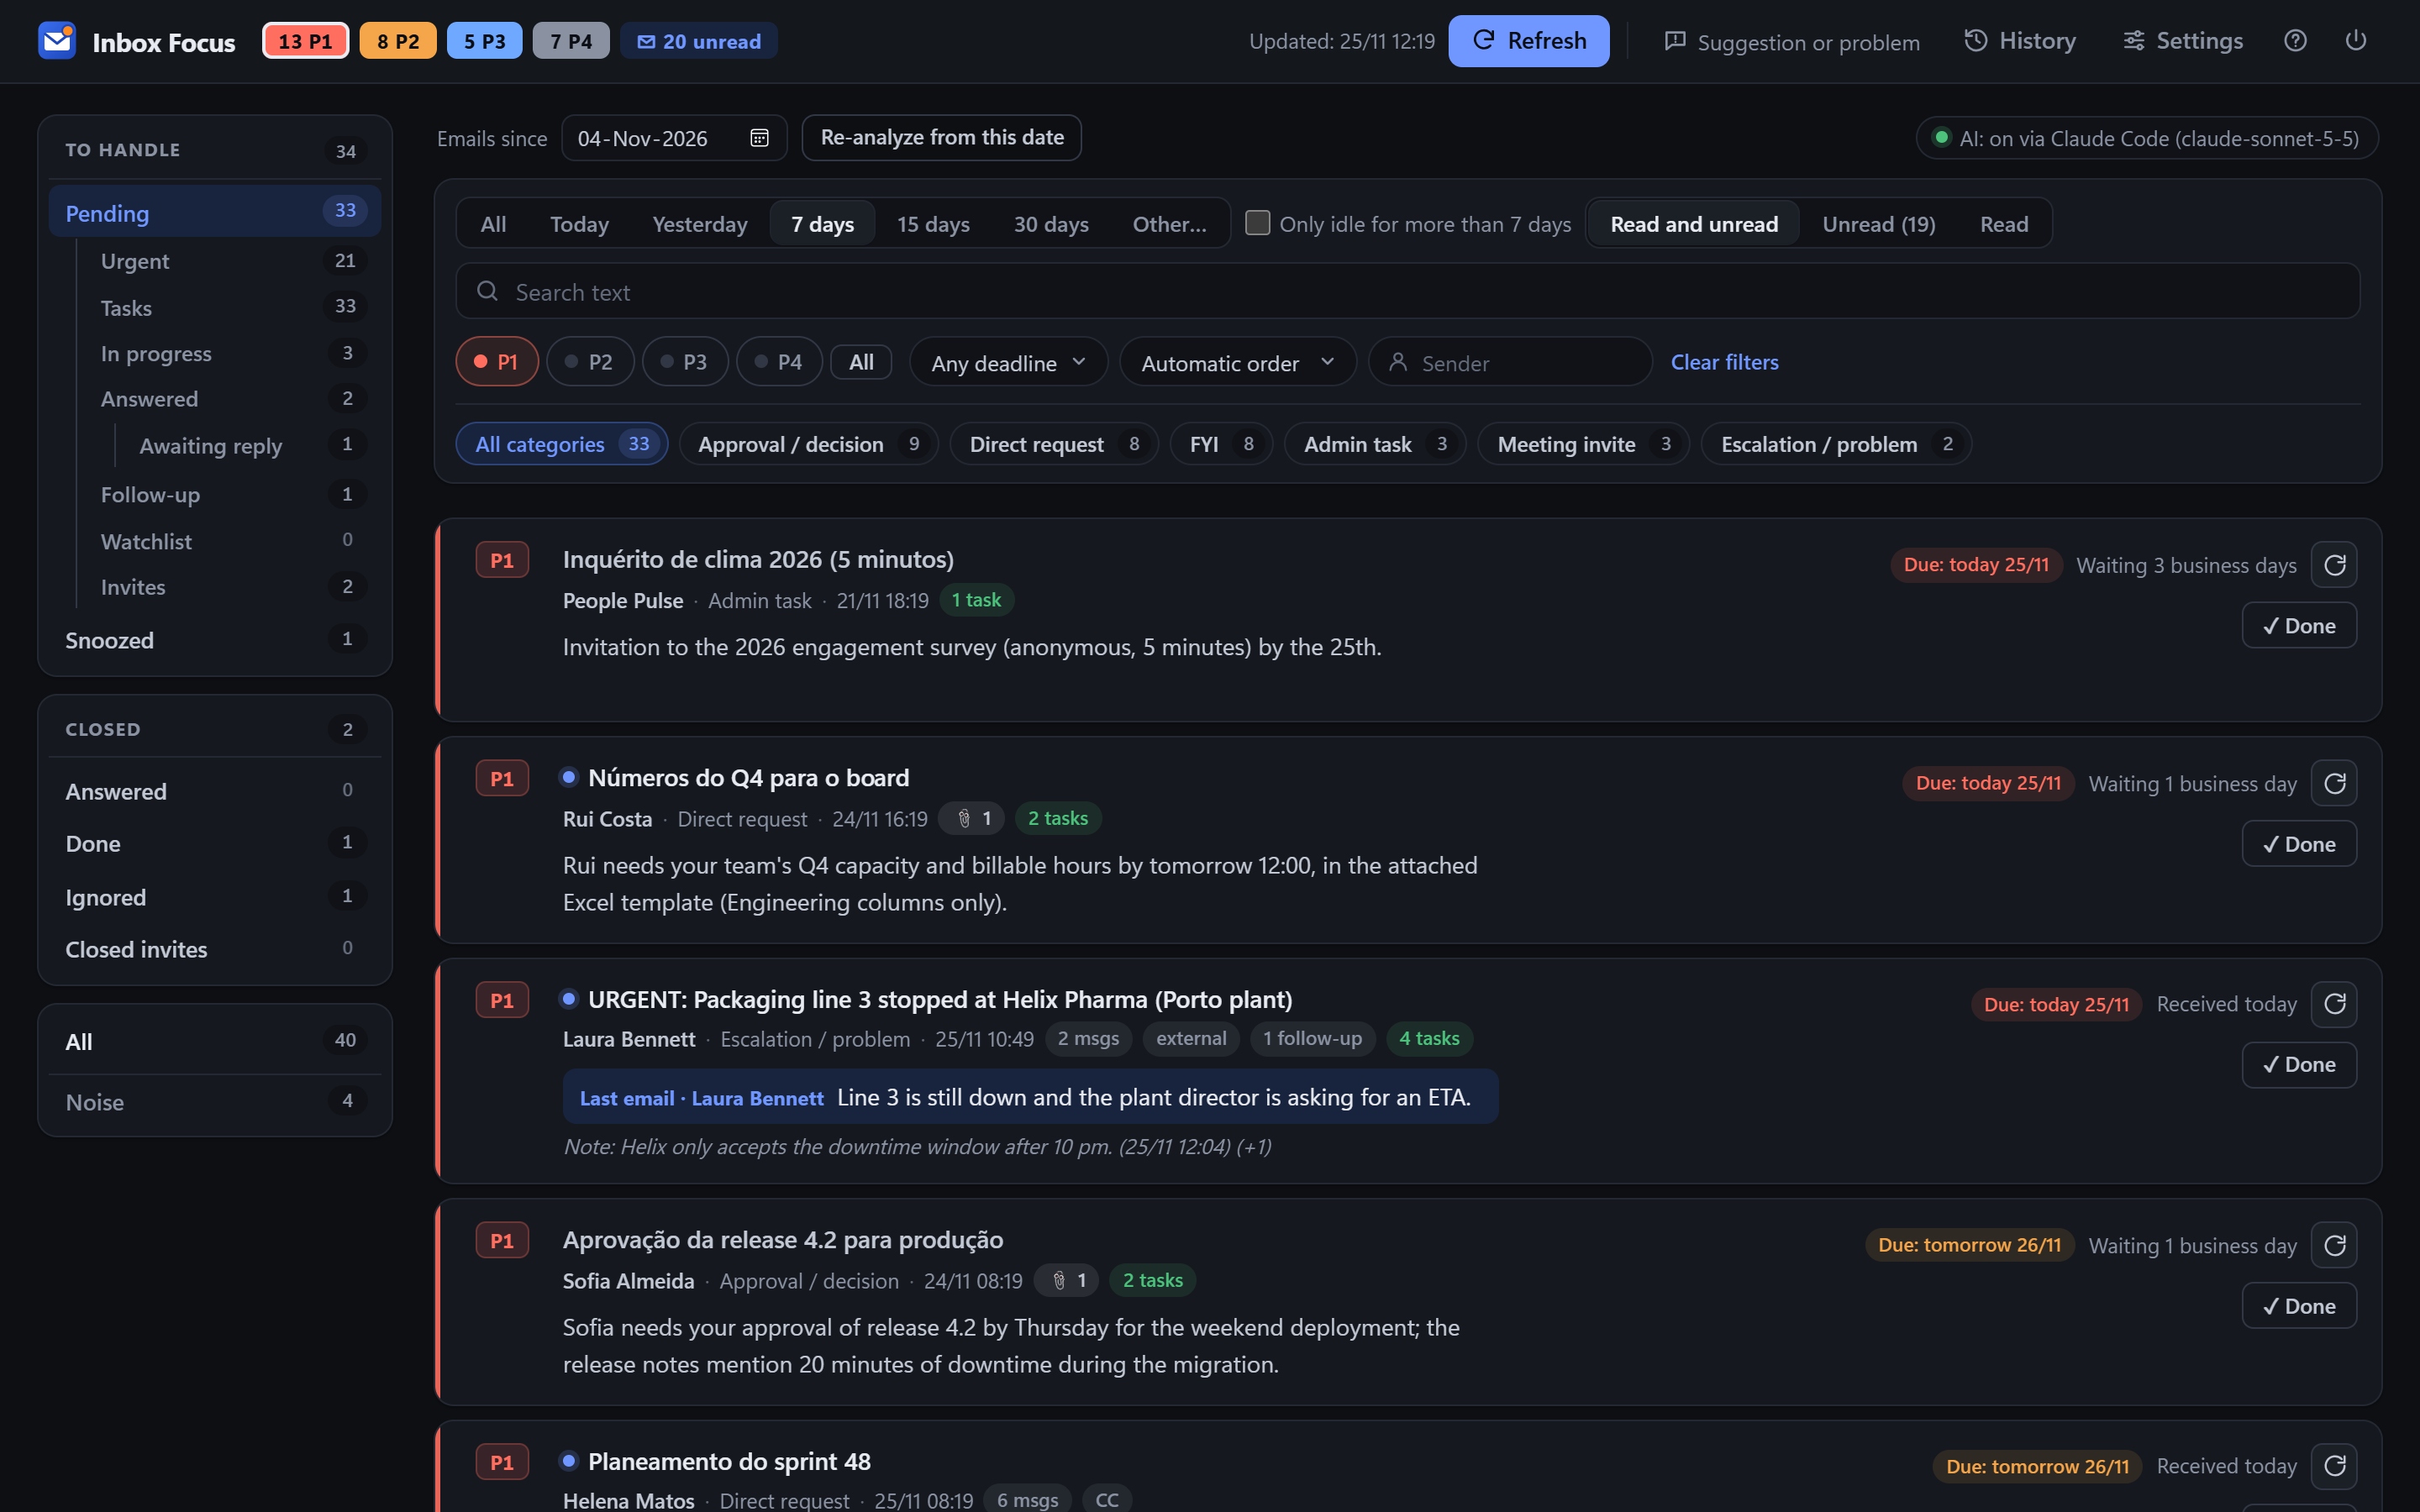 Inbox Focus 13 P1 8 P2 5 P3 7 P4 20 unread Updated: 25/11 12:19 Refresh Suggestion or problem History Settings
TO HANDLE 34
Pending 33
Urgent 21
Tasks 33
In progress 3
Answered 2
Awaiting reply 1
Follow-up 1
Watchlist 0
Invites 2
Snoozed 1
CLOSED 2
Answered 0
Done 1
Ignored 1
Closed invites 0
All 40
Noise 4
Emails since 04-Nov-2026 Re-analyze from this date AI: on via Claude Code (claude-sonnet-5-5)
All Today Yesterday 7 days 15 days 30 days Other... Only idle for more than 7 days Read and unread Unread (19) Read
Search text
P1 P2 P3 P4 All Any deadline Automatic order Sender Clear filters
All categories 33 Approval / decision 9 Direct request 8 FYI 8 Admin task 3 Meeting invite 3 Escalation / problem 2
P1 Inquérito de clima 2026 (5 minutos) Due: today 25/11 Waiting 3 business days
People Pulse · Admin task · 21/11 18:19 1 task
✓ Done
Invitation to the 2026 engagement survey (anonymous, 5 minutes) by the 25th.
P1 Números do Q4 para o board Due: today 25/11 Waiting 1 business day
Rui Costa · Direct request · 24/11 16:19 1 2 tasks
✓ Done
Rui needs your team's Q4 capacity and billable hours by tomorrow 12:00, in the attached
Excel template (Engineering columns only).
P1 URGENT: Packaging line 3 stopped at Helix Pharma (Porto plant) Due: today 25/11 Received today
Laura Bennett · Escalation / problem · 25/11 10:49 2 msgs external 1 follow-up 4 tasks
✓ Done
Last email · Laura Bennett Line 3 is still down and the plant director is asking for an ETA.
Note: Helix only accepts the downtime window after 10 pm. (25/11 12:04) (+1)
P1 Aprovação da release 4.2 para produção Due: tomorrow 26/11 Waiting 1 business day
Sofia Almeida · Approval / decision · 24/11 08:19 1 2 tasks
✓ Done
Sofia needs your approval of release 4.2 by Thursday for the weekend deployment; the
release notes mention 20 minutes of downtime during the migration.
P1 Planeamento do sprint 48 Due: tomorrow 26/11 Received today
Helena Matos · Direct request · 25/11 08:19 6 msgs CC